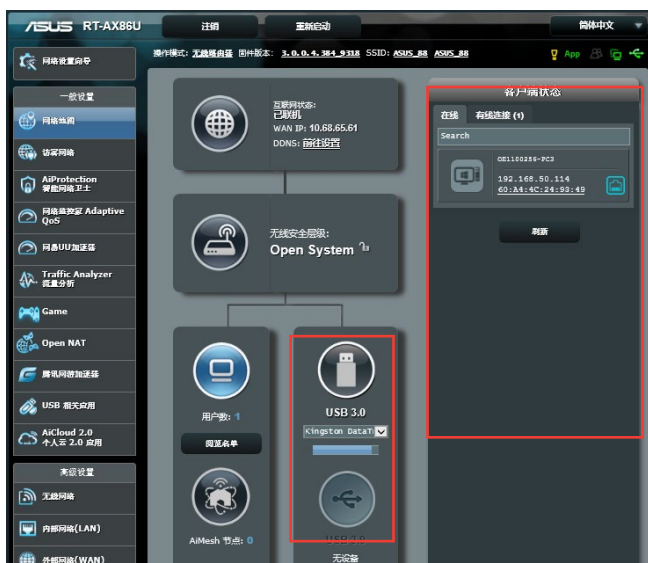 ASUS RT-AX86U
注销
重新启动
简体中文
操作模式: 无线路由器 固件版本: 3.0.0.4.384_9318 SSID: ASUS_88 ASUS_88
App
网络设置向导
一般设置
网络地图
访客网络
AiProtection
智能网络卫士
网络监控家 Adaptive
QoS
网易UU加速器
Traffic Analyzer
流量分析
Game
Open NAT
腾讯网游加速器
USB 相关应用
AiCloud 2.0
个人云 2.0 应用
高级设置
无线网络
内部网络(LAN)
外部网络(WAN)
互联网状态:
已联机
WAN IP: 10.68.65.61
DDNS: 前往设置
无线安全层级:
Open System
用户数: 1
阅览名单
AiMesh 节点: 0
USB 3.0
Kingston DataT
USB 2.0
无设备
客户端状态
在线
有线连接 (1)
Search
OE1100256-PC3
192.168.50.114
60:A4:4C:24:93:49
刷新